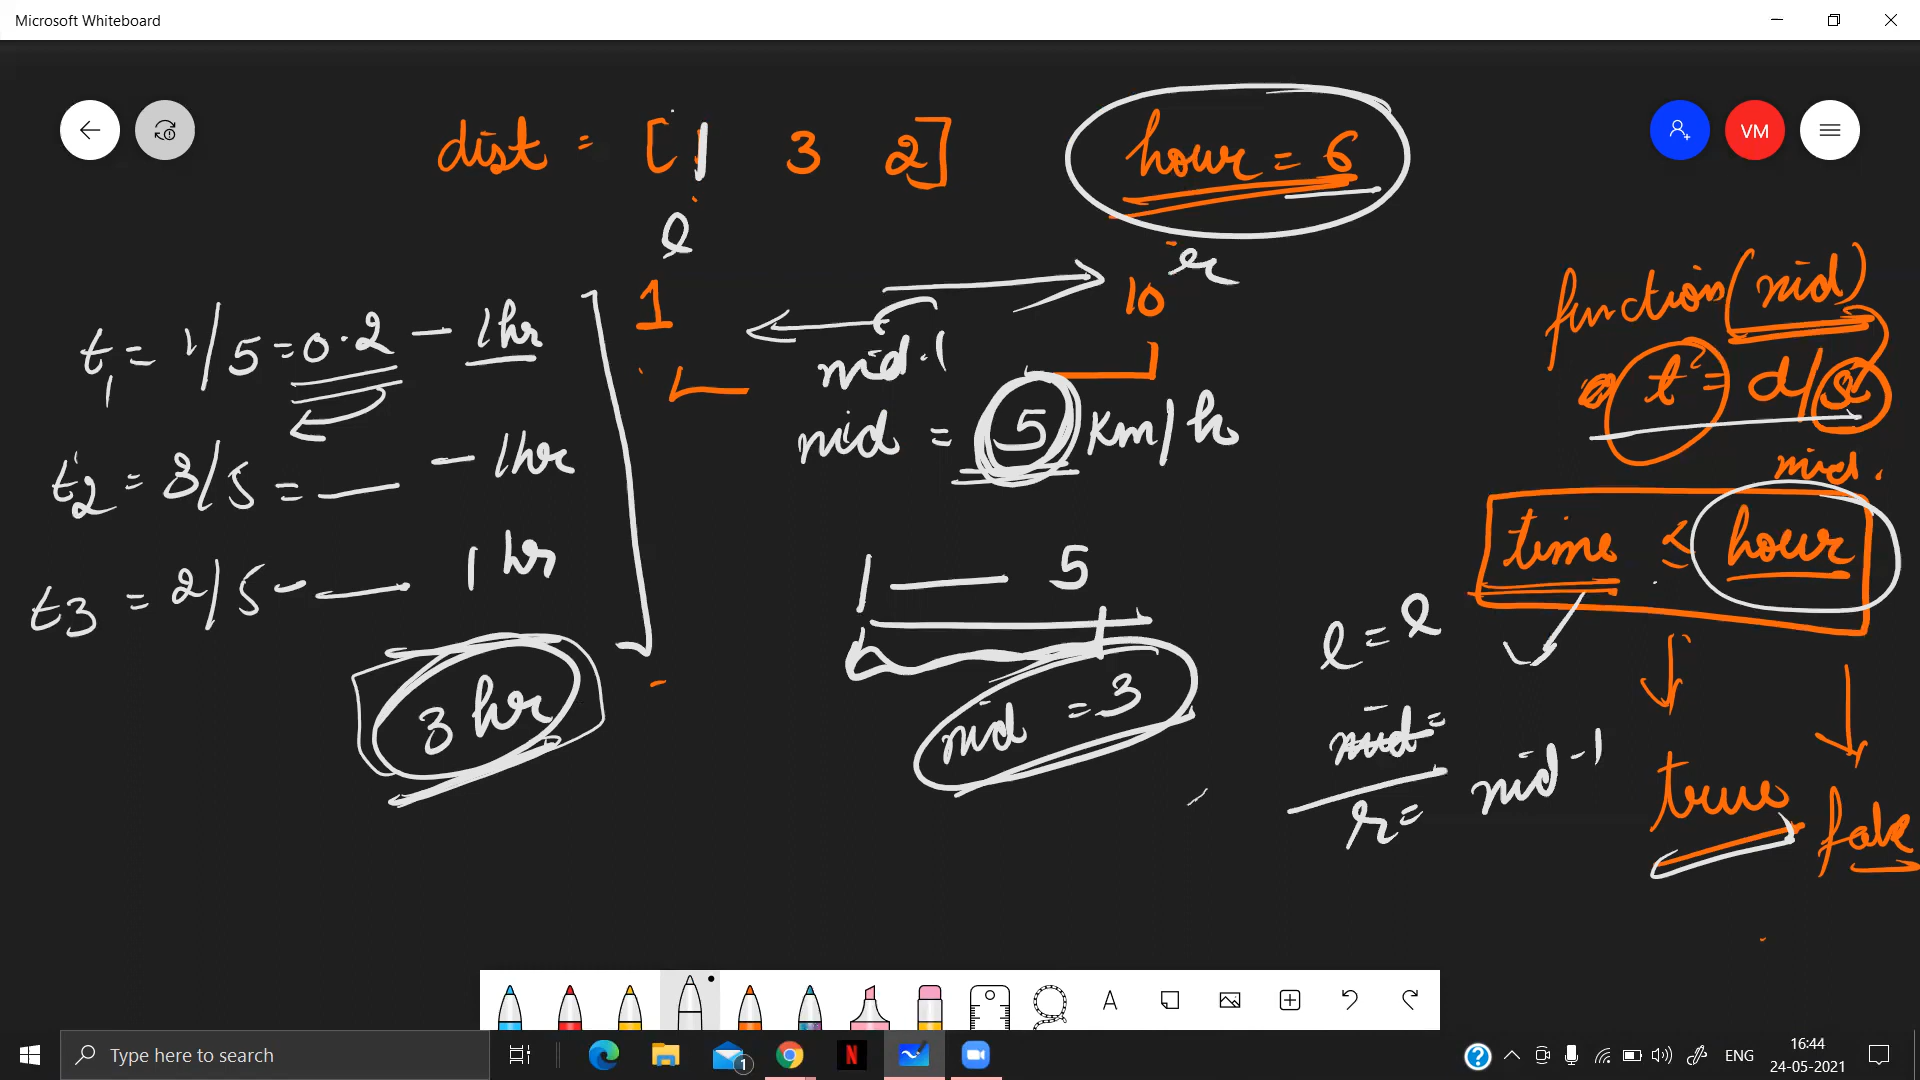 Microsoft Whiteboard
dist = [1 3 2] hour = 6
VM
l r
1 10
function(mid)
t1 = 1/5 = 0.2 - 1hr
mid-1
t = d/s
mid = 5 Km/h
t2 = 3/5 = — - 1hr
mid.
time ≤ hour
1 — 5
t3 = 2/5 - — 1 hr
l = l
3 hr
mid = 3
mid =
r = mid-1
true false
Type here to search
1
ENG
16:44
24-05-2021